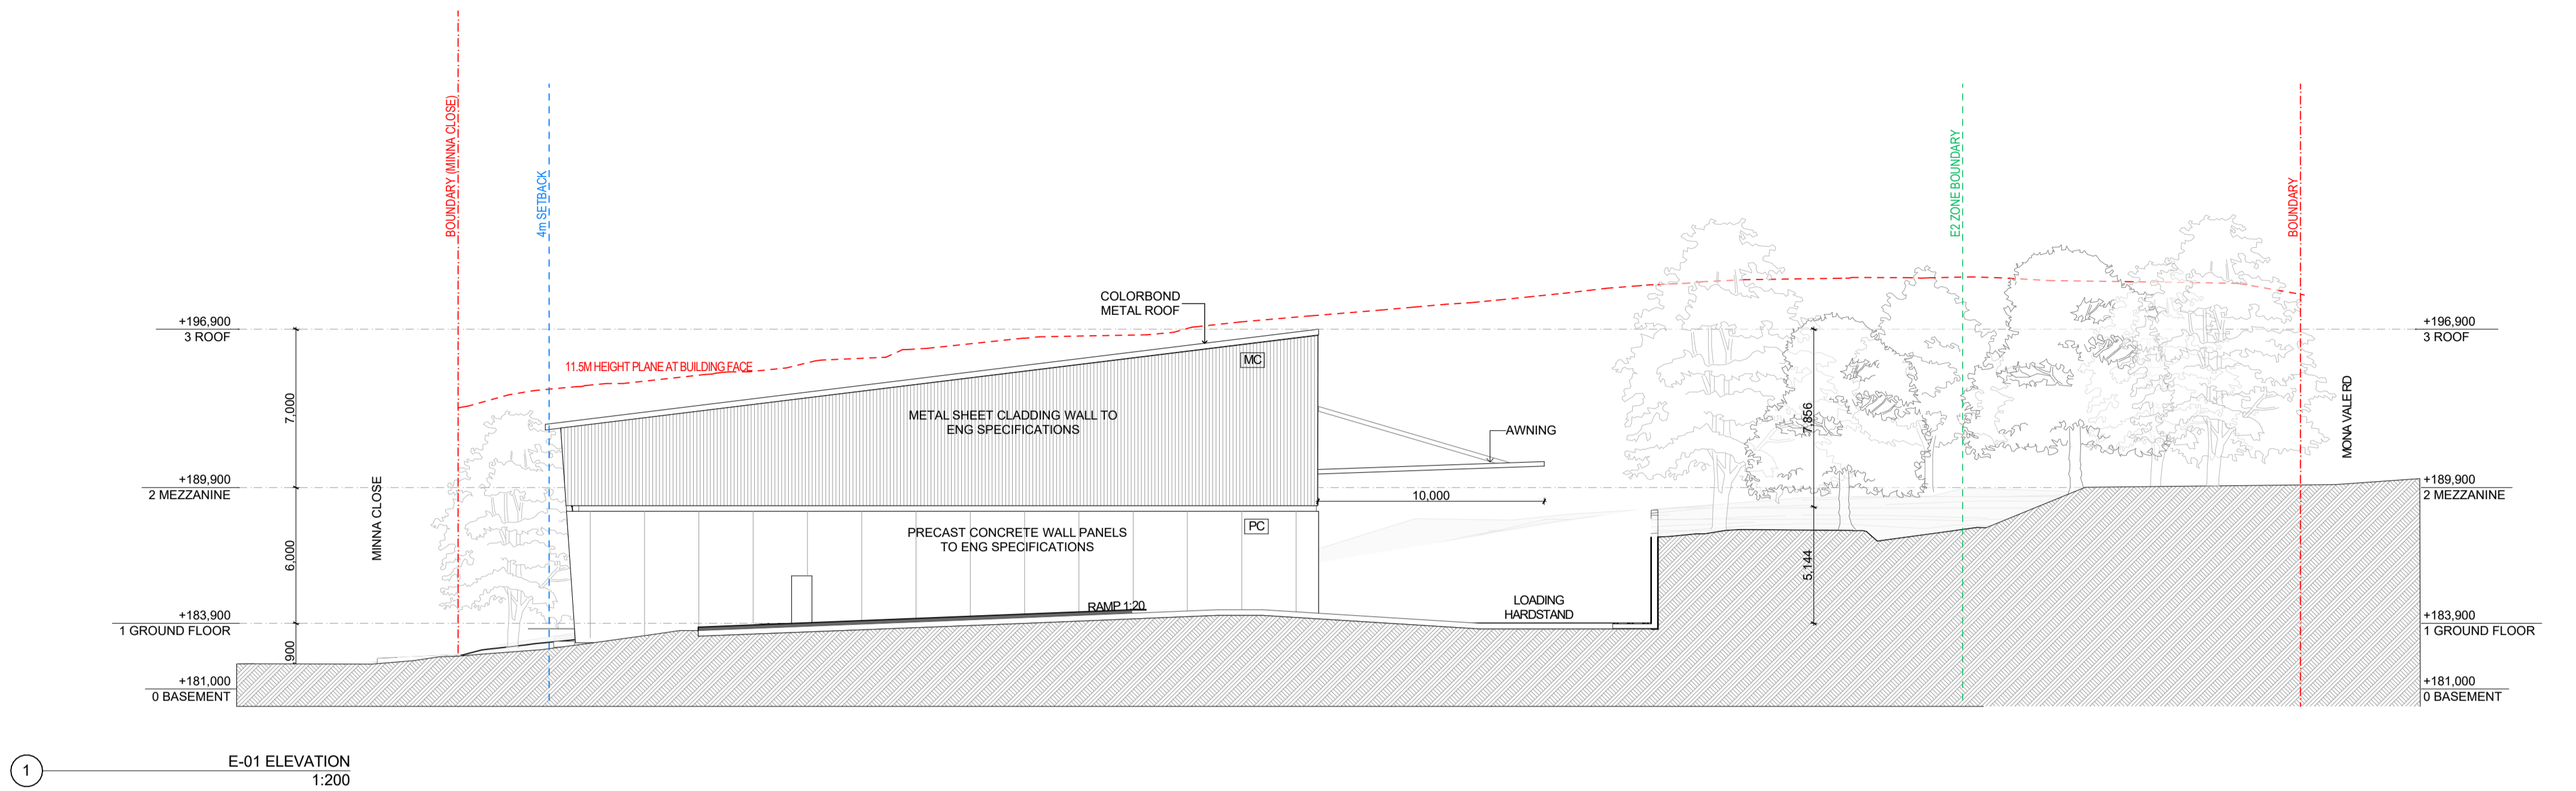 BOUNDARY (MINNA CLOSE)
4m SETBACK
E2 ZONE BOUNDARY
BOUNDARY
COLORBOND
METAL ROOF
+196,900
3 ROOF
+196,900
3 ROOF
11.5M HEIGHT PLANE AT BUILDING FACE
MC
7,000
METAL SHEET CLADDING WALL TO
ENG SPECIFICATIONS
AWNING
7,856
MONA VALE RD
+189,900
2 MEZZANINE
10,000
+189,900
2 MEZZANINE
MINNA CLOSE
6,000
PRECAST CONCRETE WALL PANELS
TO ENG SPECIFICATIONS
PC
5,144
RAMP 1:20
LOADING
HARDSTAND
+183,900
1 GROUND FLOOR
+183,900
1 GROUND FLOOR
,900
+181,000
0 BASEMENT
+181,000
0 BASEMENT
1
E-01 ELEVATION
1:200